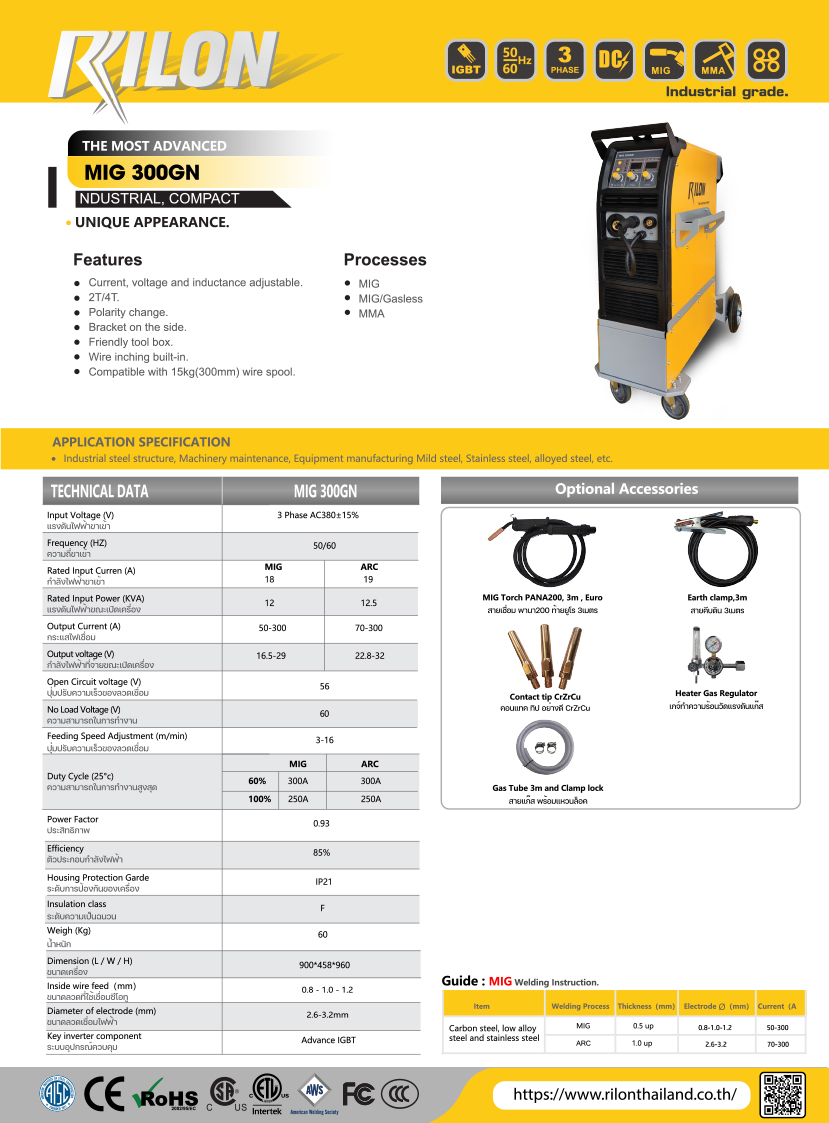 RILON
IGBT
50
60 Hz
3
PHASE
DC
MIG
MMA
Industrial grade.
THE MOST ADVANCED
MIG 300GN
NDUSTRIAL, COMPACT
• UNIQUE APPEARANCE.
Features
● Current, voltage and inductance adjustable.
● 2T/4T.
● Polarity change.
● Bracket on the side.
● Friendly tool box.
● Wire inching built-in.
● Compatible with 15kg(300mm) wire spool.
Processes
● MIG
● MIG/Gasless
● MMA
RILON
APPLICATION SPECIFICATION
• Industrial steel structure, Machinery maintenance, Equipment manufacturing Mild steel, Stainless steel, alloyed steel, etc.
TECHNICAL DATA MIG 300GN
Input Voltage (V) 3 Phase AC380±15%
แรงดันไฟฟ้าขาเข้า
Frequency (HZ) 50/60
ความถี่ขาเข้า
Rated Input Curren (A) MIG ARC
กำลังไฟฟ้าขาเข้า 18 19
Rated Input Power (KVA) 12 12.5
แรงดันไฟฟ้าขณะเปิดเครื่อง
Output Current (A) 50-300 70-300
กระแสไฟเชื่อม
Output voltage (V) 16.5-29 22.8-32
กำลังไฟฟ้าที่จ่ายขณะเปิดเครื่อง
Open Circuit voltage (V) 56
ปุ่มปรับความเร็วของลวดเชื่อม
No Load Voltage (V) 60
ความสามารถในการทำงาน
Feeding Speed Adjustment (m/min) 3-16
ปุ่มปรับความเร็วของลวดเชื่อม
MIG ARC
Duty Cycle (25°c) 60% 300A 300A
ความสามารถในการทำงานสูงสุด 100% 250A 250A
Power Factor 0.93
ประสิทธิภาพ
Efficiency 85%
ตัวประกอบกำลังไฟฟ้า
Housing Protection Garde IP21
ระดับการป้องกันของเครื่อง
Insulation class F
ระดับความเป็นฉนวน
Weigh (Kg) 60
น้ำหนัก
Dimension (L / W / H) 900*458*960
ขนาดเครื่อง
Inside wire feed (mm) 0.8 - 1.0 - 1.2
ขนาดลวดที่ใช้เชื่อมซีโอทู
Diameter of electrode (mm) 2.6-3.2mm
ขนาดลวดเชื่อมไฟฟ้า
Key inverter component Advance IGBT
ระบบอุปกรณ์ควบคุม
Optional Accessories
MIG Torch PANA200, 3m , Euro
สายเชื่อม พานา200 ท้ายยูโร 3เมตร
Earth clamp,3m
สายคีบดิน 3เมตร
Contact tip CrZrCu
คอนแทค ทิป อย่างดี CrZrCu
Heater Gas Regulator
เกจ์ทำความร้อนวัดแรงดันแก๊ส
Gas Tube 3m and Clamp lock
สายแก๊ส พร้อมแหวนล็อค
Guide : MIG Welding Instruction.
Item Welding Process Thickness (mm) Electrode Ø (mm) Current (A
Carbon steel, low alloy
steel and stainless steel
MIG 0.5 up 0.8-1.0-1.2 50-300
ARC 1.0 up 2.6-3.2 70-300
AISC
CE
RoHS
2002/95/EC
C SA US
C ETL US
Intertek
AWS
American Welding Society
FC
CCC
https://www.rilonthailand.co.th/